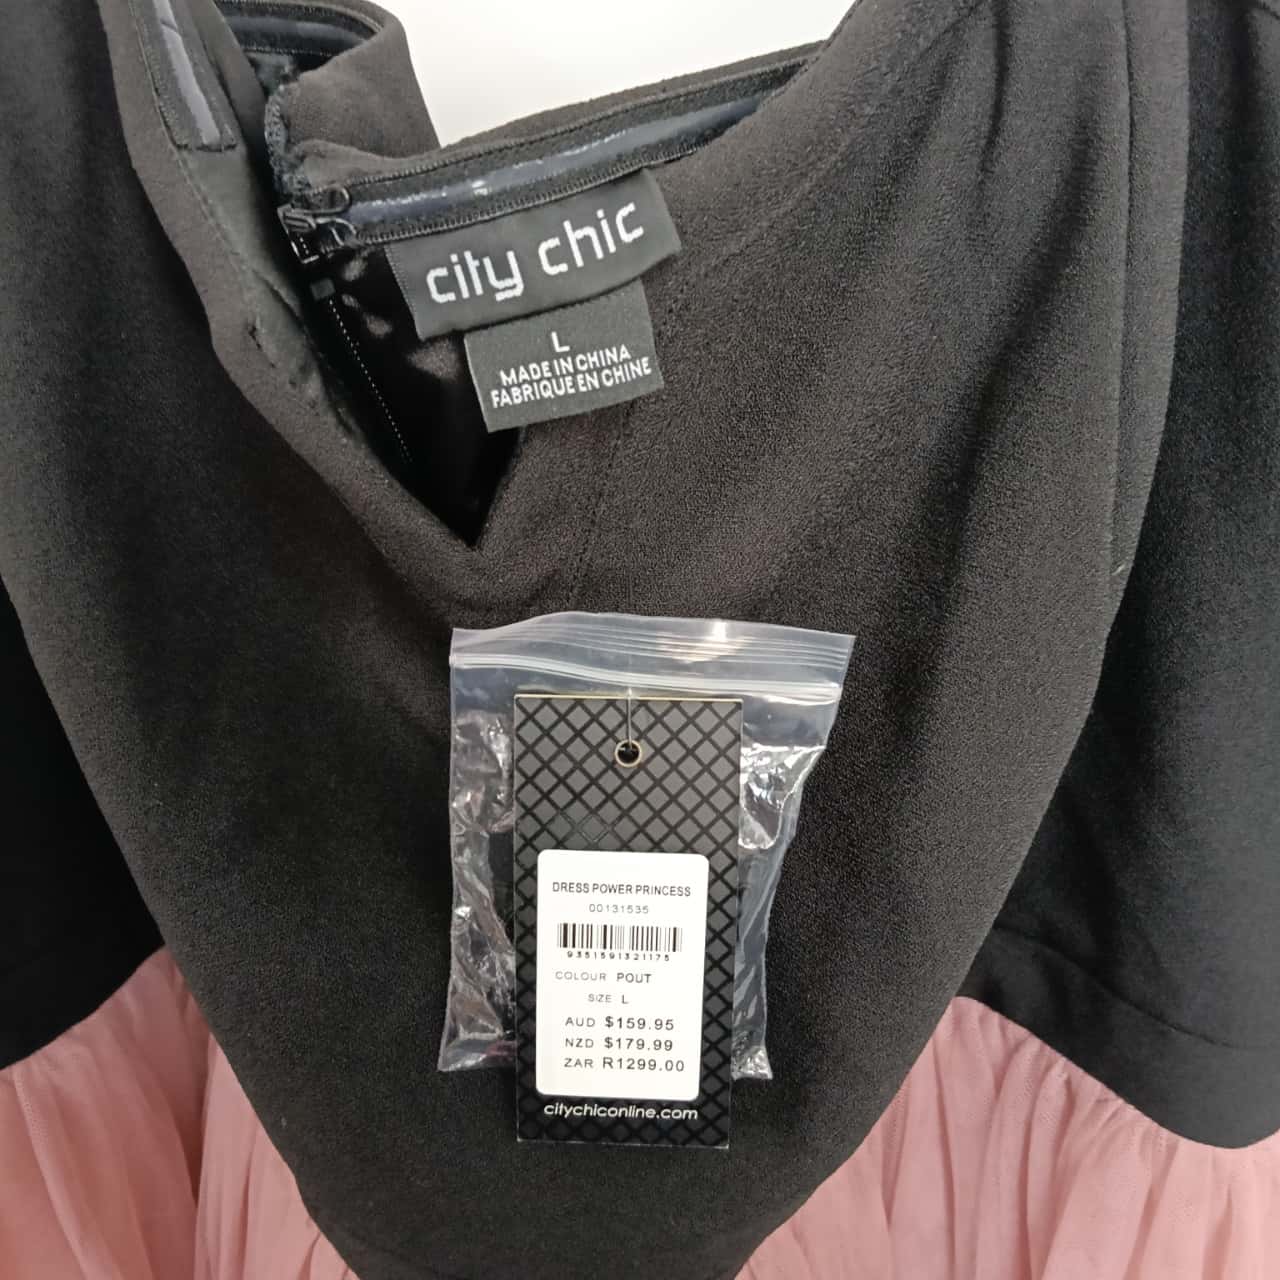 city chic
L
MADE IN CHINA
FABRIQUE EN CHINE
DRESS POWER PRINCESS
00131535
9351591321175
COLOUR POUT
SIZE L
AUD $159.95
NZD $179.99
ZAR R1299.00
citychiconline.com